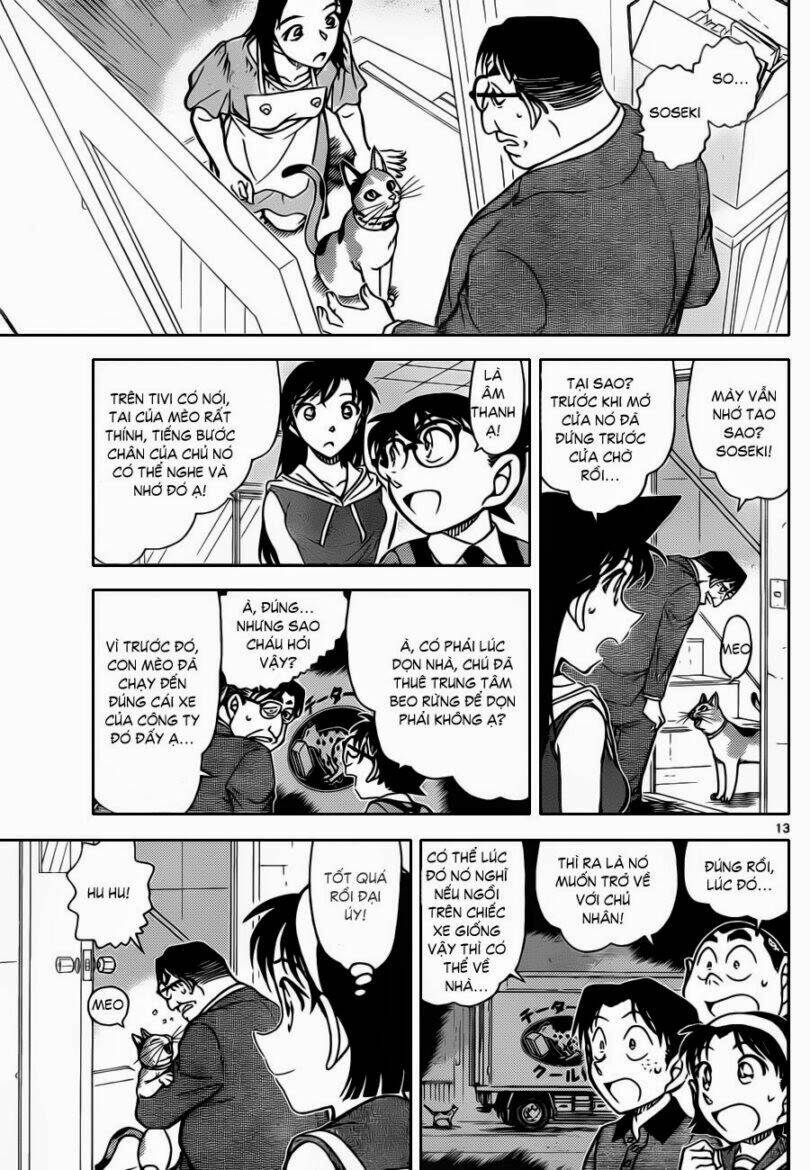 SO...
SOSEKI
MÀY VẪN
NHỚ TAO
SAO?
SOSEKI!
TẠI SAO?
TRƯỚC KHI MỞ
CỬA NÓ ĐÃ
ĐỨNG TRƯỚC
CỬA CHỜ
RỒI...
MEO
LÀ
ÂM
THANH
Ạ!
TRÊN TIVI CÓ NÓI,
TAI CỦA MÈO RẤT
THÍNH, TIẾNG BƯỚC
CHÂN CỦA CHỦ NÓ
CÓ THỂ NGHE VÀ
NHỚ ĐÓ Ạ!
À, CÓ PHẢI LÚC
DỌN NHÀ, CHÚ ĐÃ
THUÊ TRUNG TÂM
BEO RỪNG ĐỂ DỌN
PHẢI KHÔNG Ạ?
À, ĐÚNG...
NHƯNG SAO
CHÁU HỎI
VẬY?
チーター
VÌ TRƯỚC ĐÓ,
CON MÈO ĐÃ
CHẠY ĐẾN
ĐÚNG CÁI XE
CỦA CÔNG TY
ĐÓ ĐẤY Ạ...
13
ĐÚNG RỒI,
LÚC ĐÓ...
THÌ RA LÀ NÓ
MUỐN TRỞ VỀ
VỚI CHỦ
NHÂN!
CÓ THỂ LÚC
ĐÓ NÓ NGHĨ
NẾU NGỒI
TRÊN CHIẾC
XE GIỐNG
VẬY THÌ CÓ
THỂ VỀ
NHÀ...
チーター
クール
TỐT QUÁ
RỒI ĐẠI
ÚY!
HU HU!
MEO